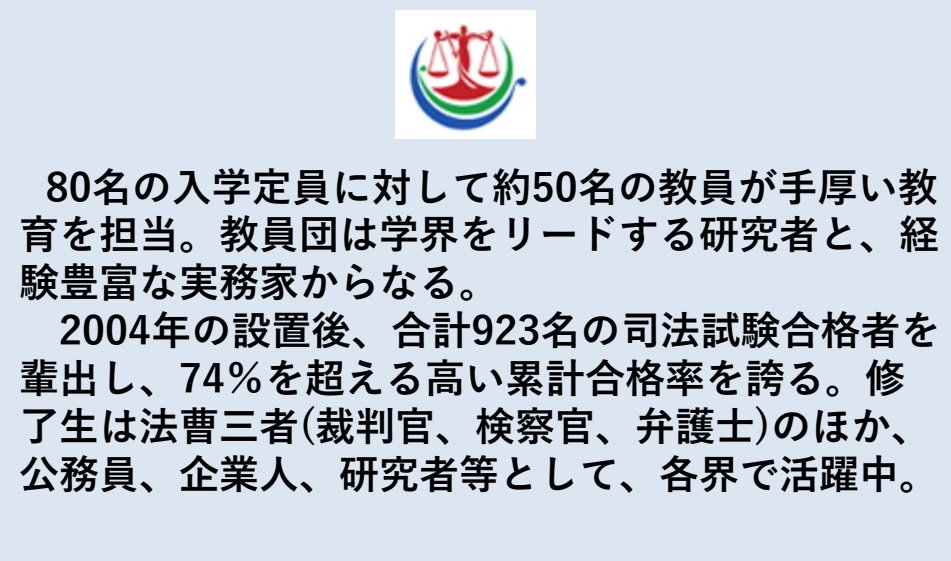 80名の入学定員に対して約50名の教員が手厚い教
育を担当。教員団は学界をリードする研究者と、経
験豊富な実務家からなる。
2004年の設置後、合計923名の司法試験合格者を
輩出し、74%を超える高い累計合格率を誇る。修
了生は法曹三者(裁判官、検察官、弁護士)のほか、
公務員、企業人、研究者等として、各界で活躍中。